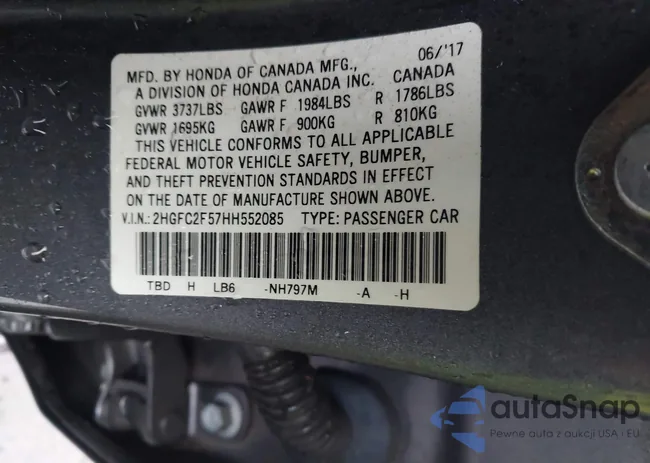 06/'17
MFD. BY HONDA OF CANADA MFG.,
A DIVISION OF HONDA CANADA INC. CANADA
GVWR 3737LBS GAWR F 1984LBS R 1786LBS
GVWR 1695KG GAWR F 900KG R 810KG
THIS VEHICLE CONFORMS TO ALL APPLICABLE
FEDERAL MOTOR VEHICLE SAFETY, BUMPER,
AND THEFT PREVENTION STANDARDS IN EFFECT
ON THE DATE OF MANUFACTURE SHOWN ABOVE.
V.I.N.: 2HGFC2F57HH552085 TYPE: PASSENGER CAR
TBD H LB6 -NH797M -A -H
autaSnap
Pewne auta z aukcji USA i EU